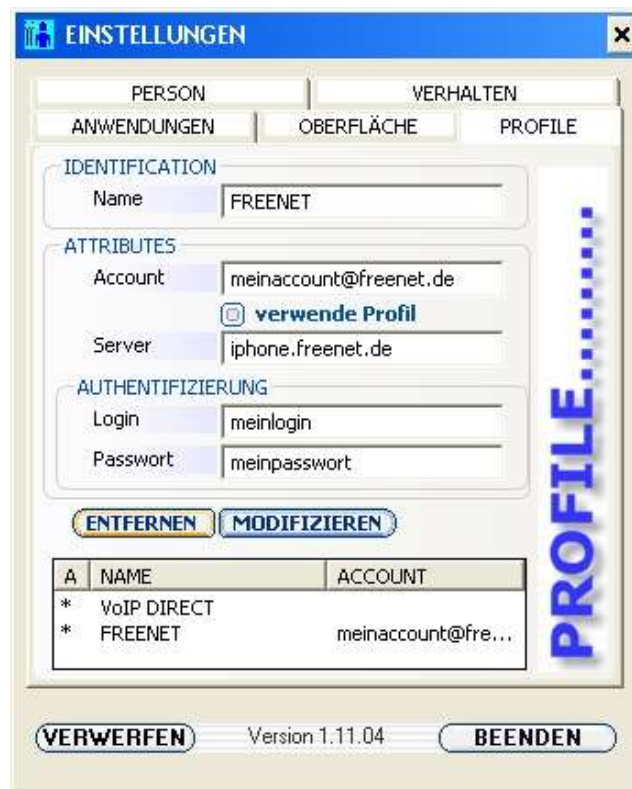 EINSTELLUNGEN
PERSON VERHALTEN
ANWENDUNGEN OBERFLÄCHE PROFILE
IDENTIFICATION
Name FREENET
ATTRIBUTES
Account meinaccount@freenet.de
verwende Profil
Server iphone.freenet.de
AUTHENTIFIZIERUNG
Login meinlogin
Passwort meinpasswort
ENTFERNEN MODIFIZIEREN
A NAME ACCOUNT
* VoIP DIRECT
* FREENET meinaccount@fre...
PROFILE..........
VERWERFEN Version 1.11.04 BEENDEN